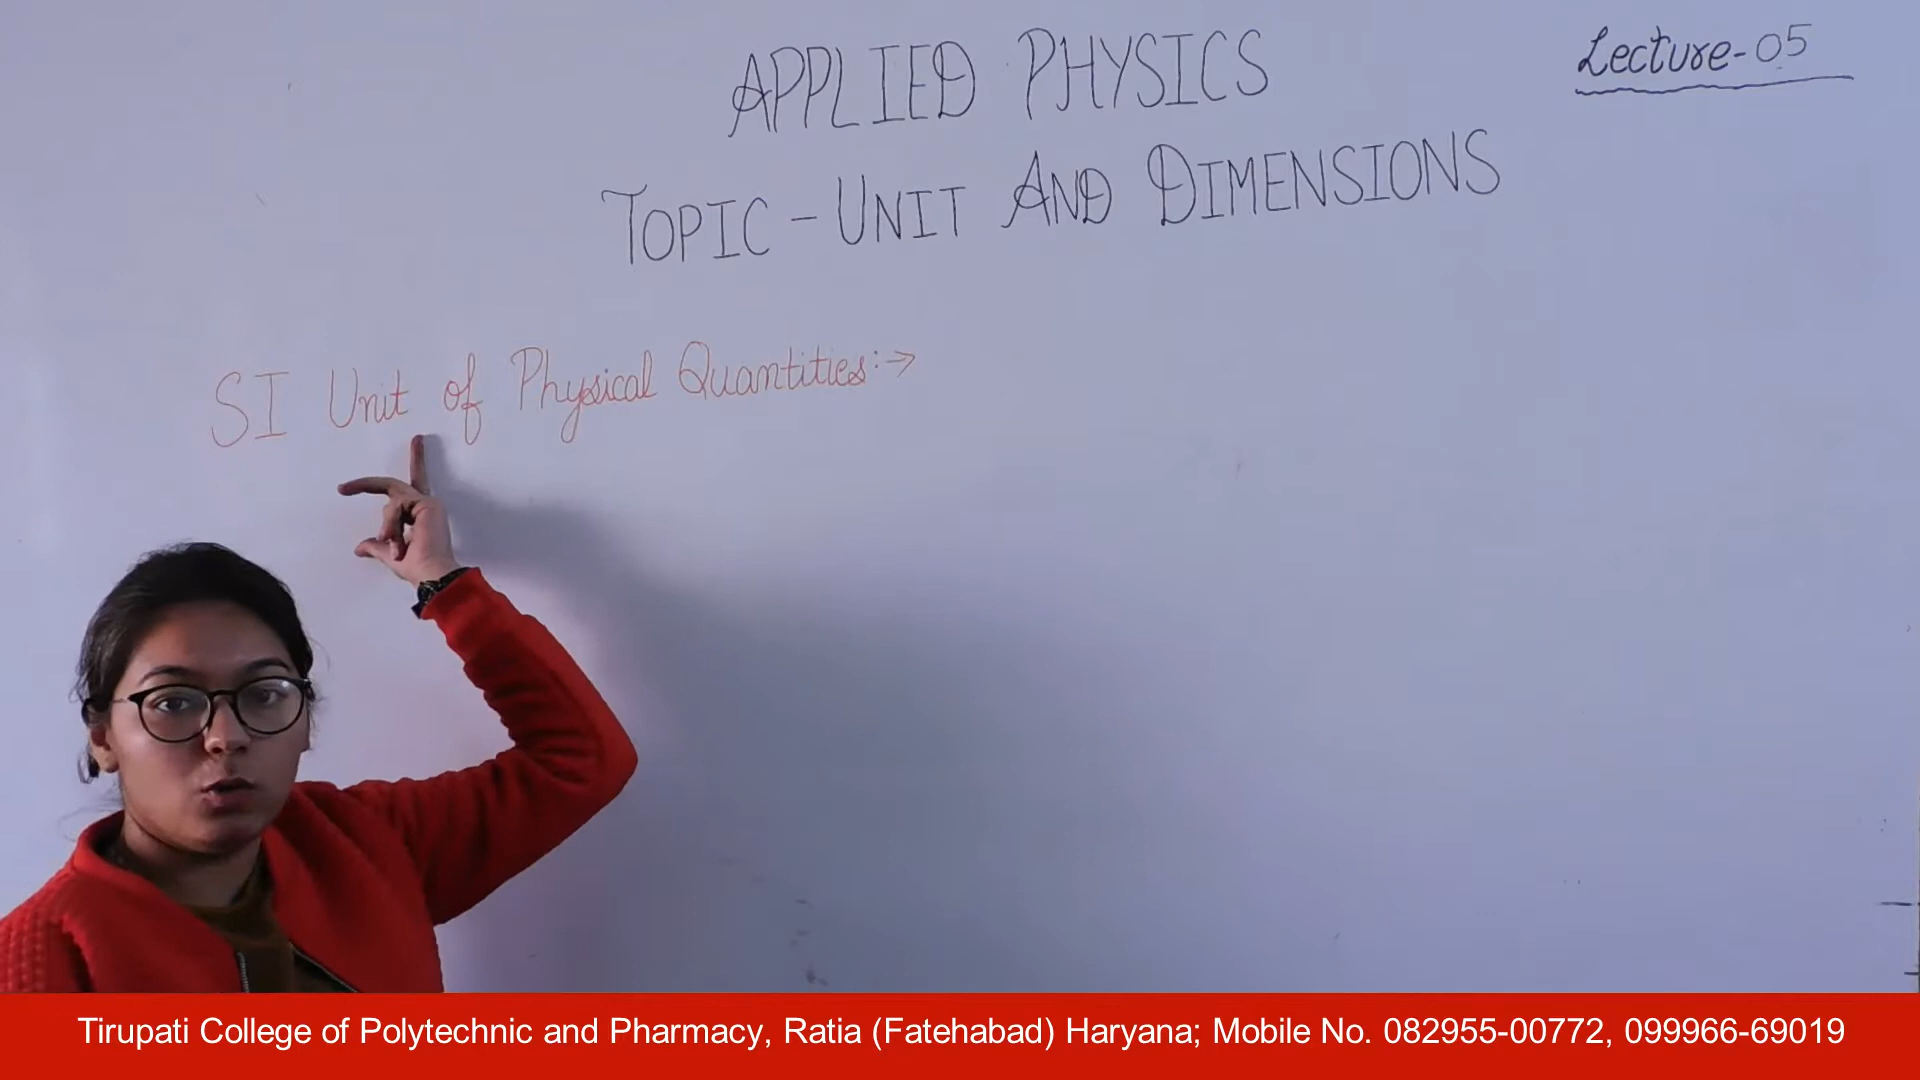 Lecture-05
APPLIED PHYSICS
TOPIC - UNIT AND DIMENSIONS
SI Unit of Physical Quantities:→
Tirupati College of Polytechnic and Pharmacy, Ratia (Fatehabad) Haryana; Mobile No. 082955-00772, 099966-69019